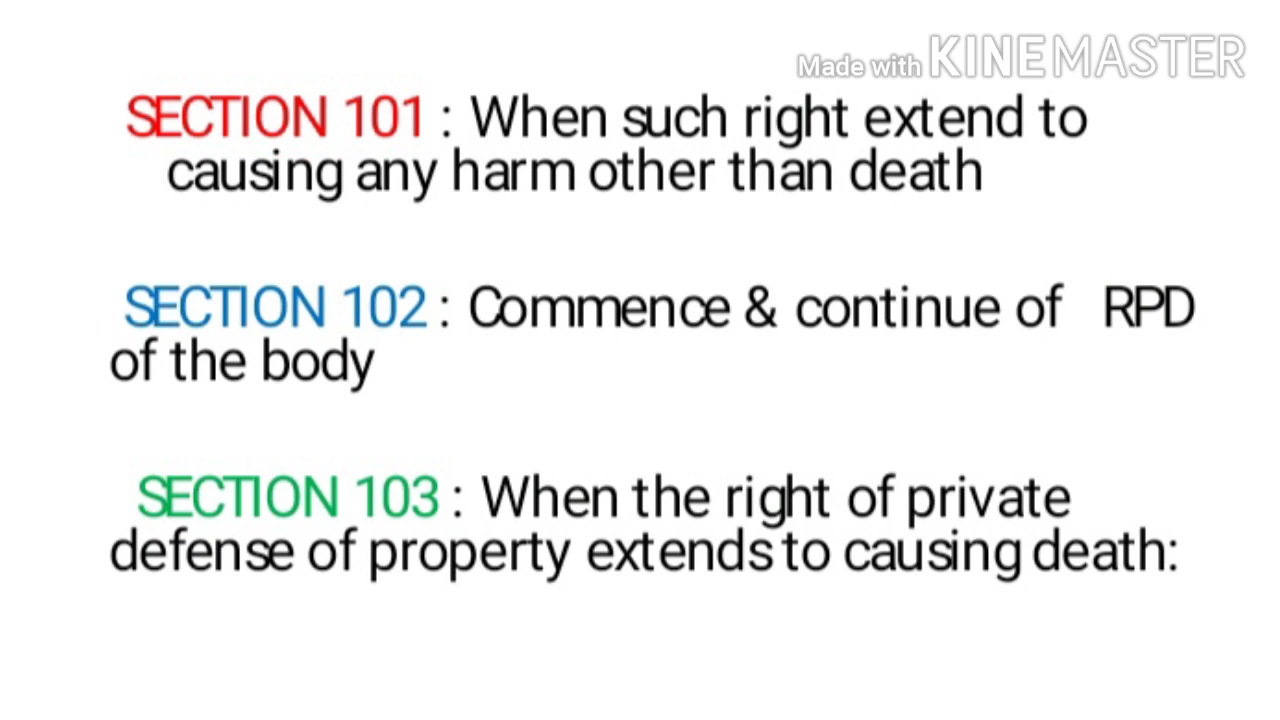 Made with KINEMASTER
SECTION 101 : When such right extend to
causing any harm other than death
SECTION 102 : Commence & continue of RPD
of the body
SECTION 103 : When the right of private
defense of property extends to causing death: